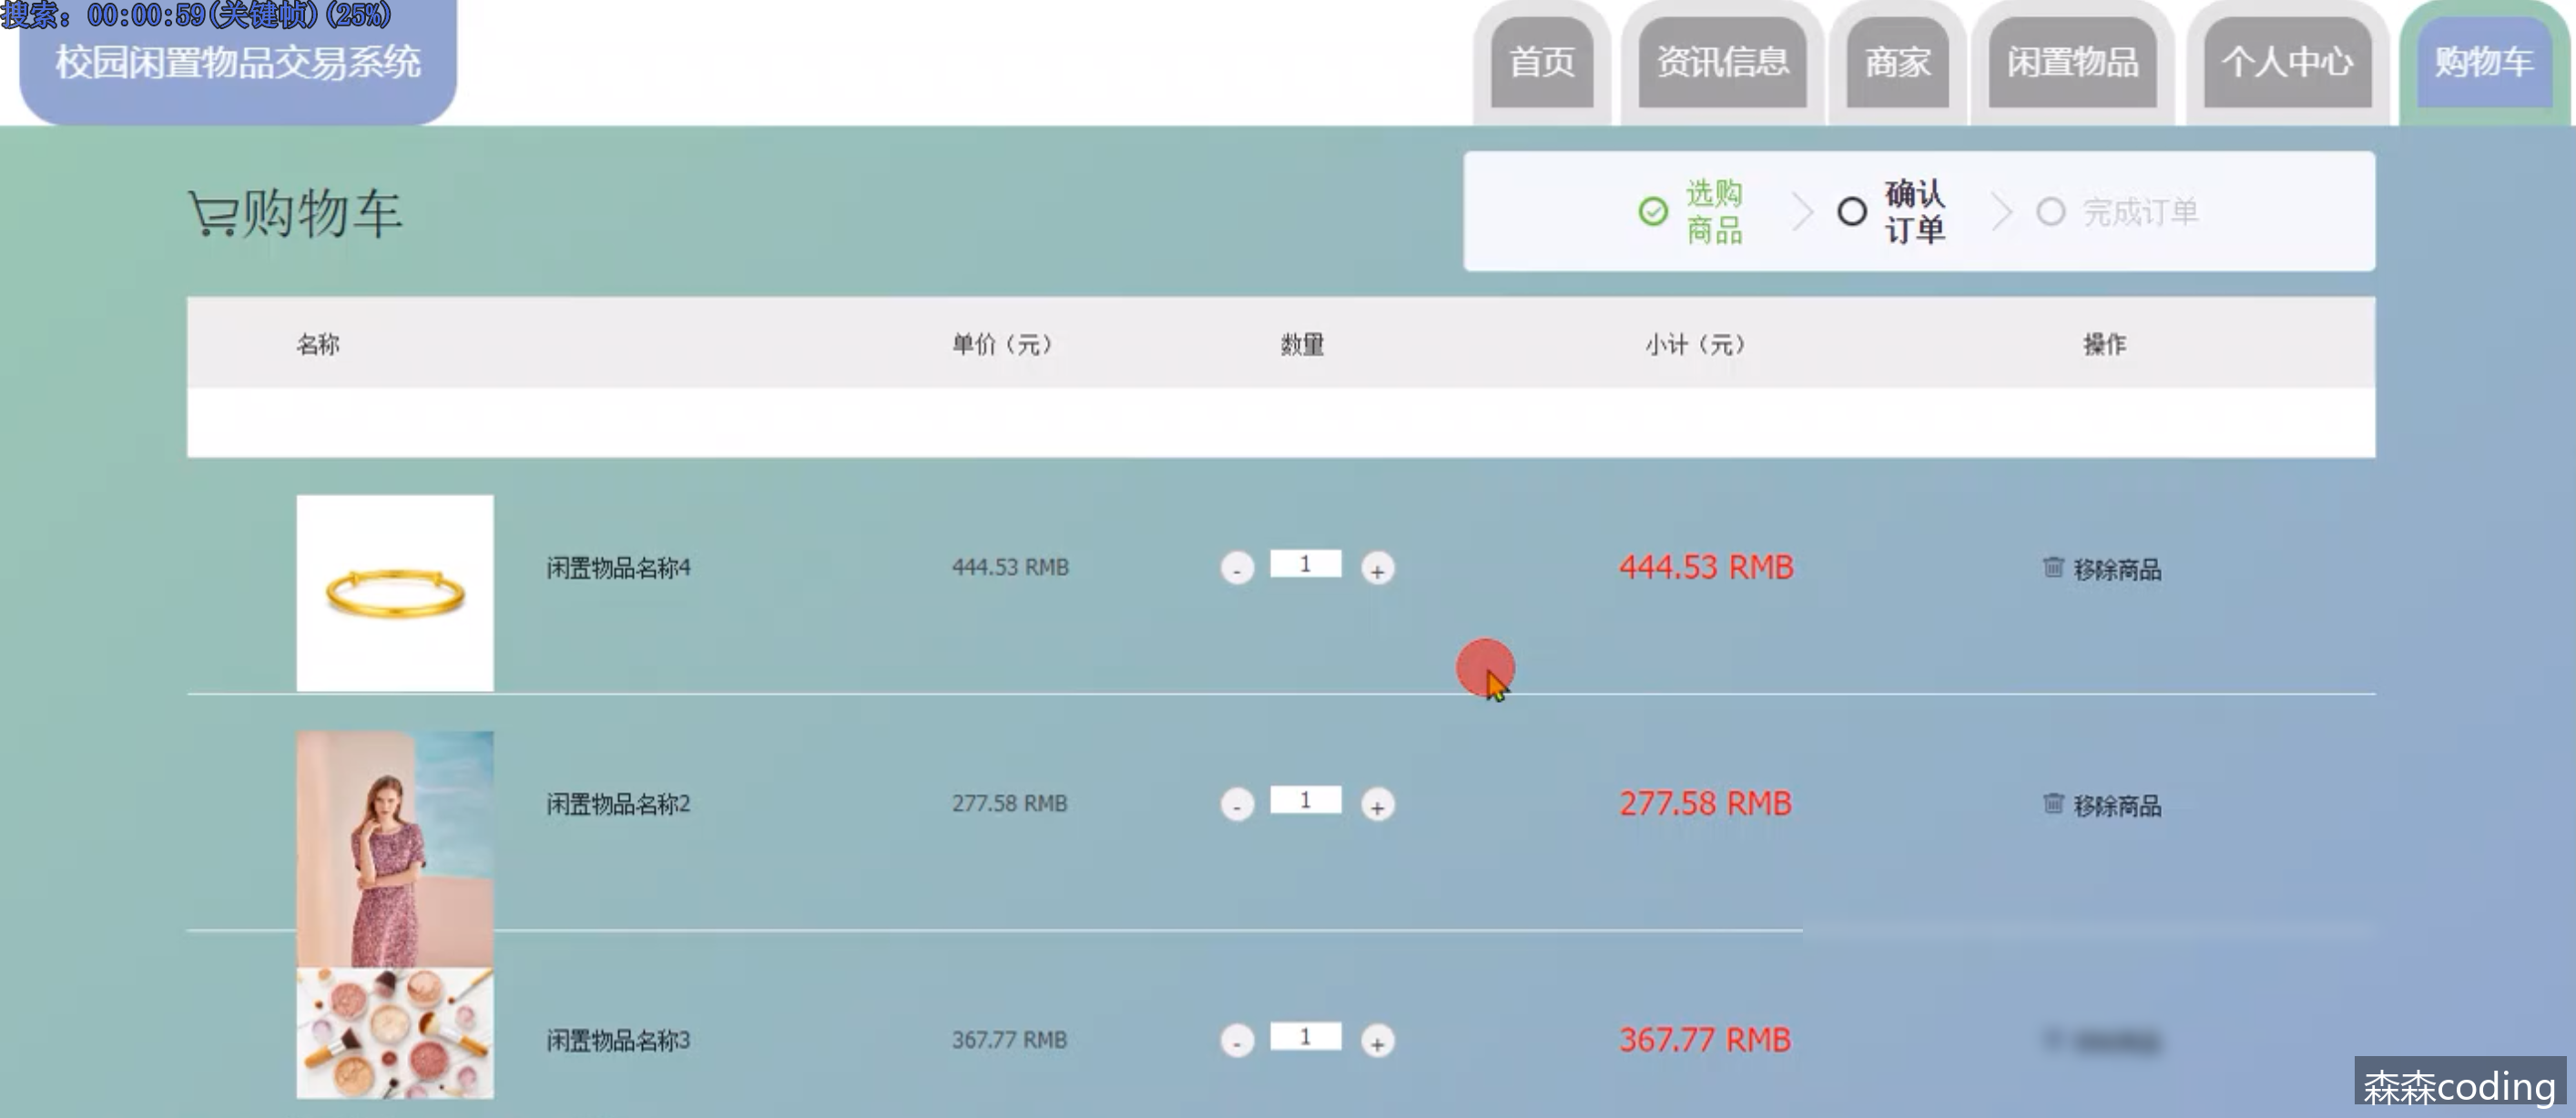 搜索: 00:00:59(关键帧)(25%)
校园闲置物品交易系统
首页
资讯信息
商家
闲置物品
个人中心
购物车
购物车
选购
商品
确认
订单
完成订单
名称
单价（元）
数量
小计（元）
操作
闲置物品名称4
444.53 RMB
-
1
+
444.53 RMB
移除商品
闲置物品名称2
277.58 RMB
-
1
+
277.58 RMB
移除商品
闲置物品名称3
367.77 RMB
-
1
+
367.77 RMB
森森coding